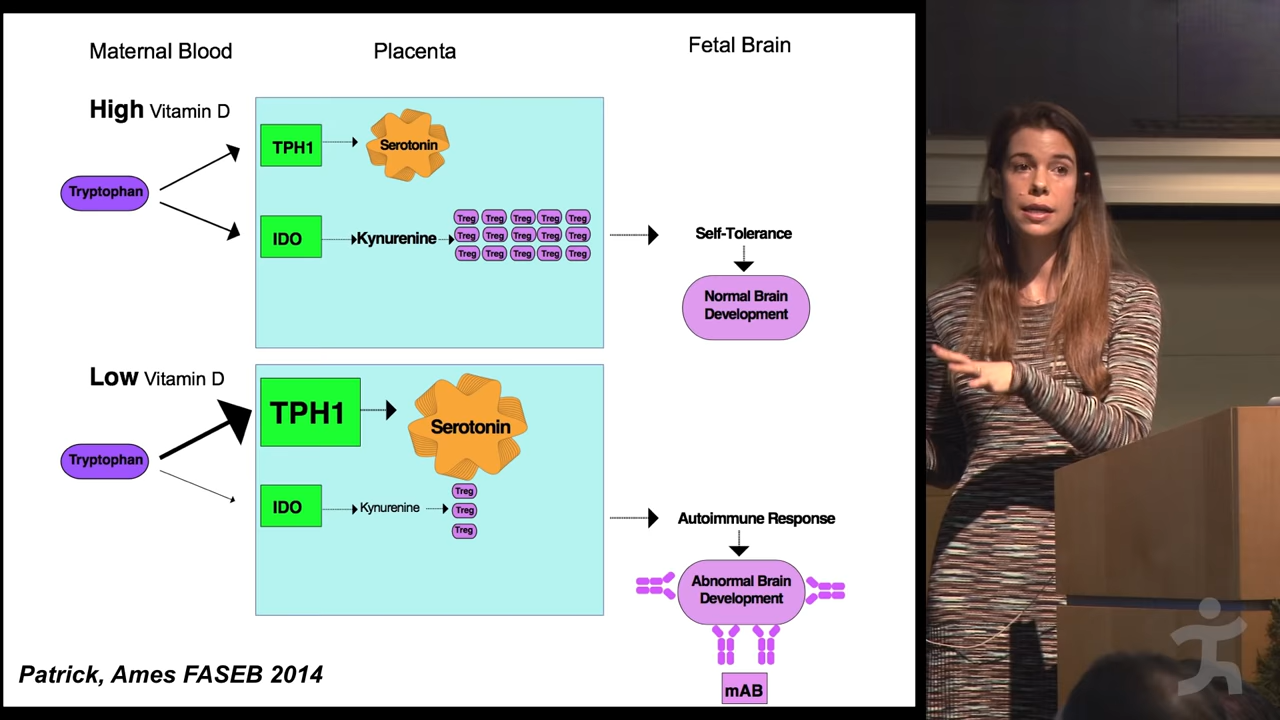 Maternal Blood
Placenta
Fetal Brain
High Vitamin D
Tryptophan
TPH1
Serotonin
IDO
Kynurenine
Treg Treg Treg Treg Treg
Treg Treg Treg Treg Treg
Treg Treg Treg Treg Treg
Self-Tolerance
Normal Brain
Development
Low Vitamin D
Tryptophan
TPH1
Serotonin
IDO
Kynurenine
Treg
Treg
Treg
Autoimmune Response
Abnormal Brain
Development
mAB
Patrick, Ames FASEB 2014